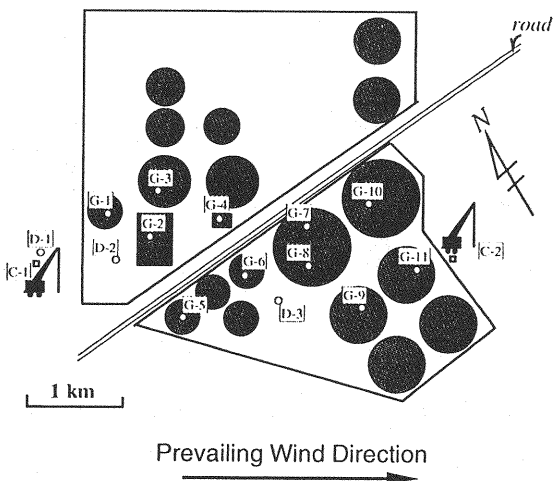 road
N
G-3
G-1
G-4
G-10
G-2
G-7
|D-1|
|D-2|
G-8
|C-2|
G-6
G-11
|C-1|
G-9
G-5
|D-3|
1 km
Prevailing Wind Direction